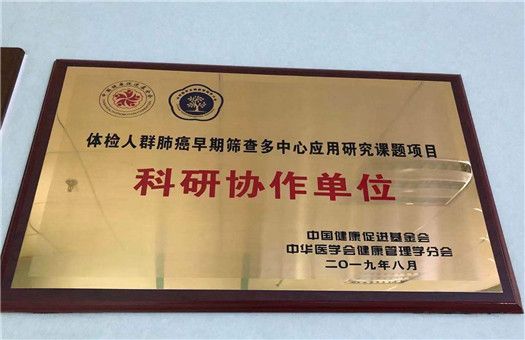 体检人群肺癌早期筛查多中心应用研究课题项目
科研协作单位
中国健康促进基金会
中华医学会健康管理学分会
二〇一九年八月